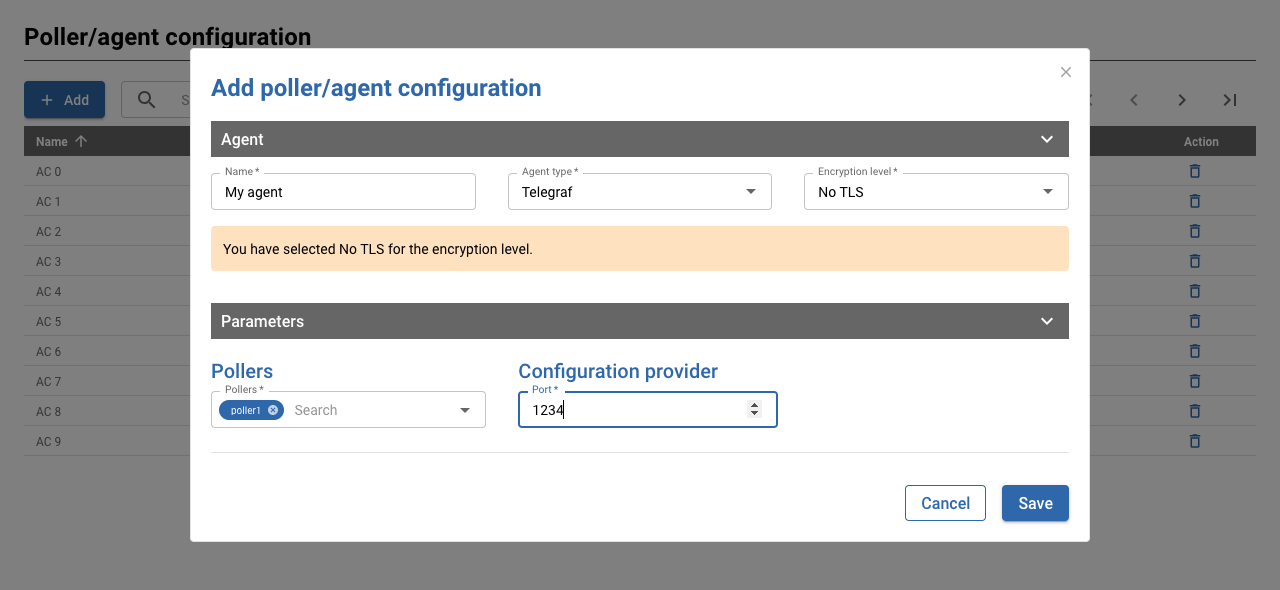 Poller/agent configuration
Add
S
Name
Action
AC 0
AC 1
AC 2
AC 3
AC 4
AC 5
AC 6
AC 7
AC 8
AC 9
Add poller/agent configuration
Agent
Name *
My agent
Agent type *
Telegraf
Encryption level *
No TLS
You have selected No TLS for the encryption level.
Parameters
Pollers
Configuration provider
Pollers *
poller1
Search
Port *
1234
Cancel
Save